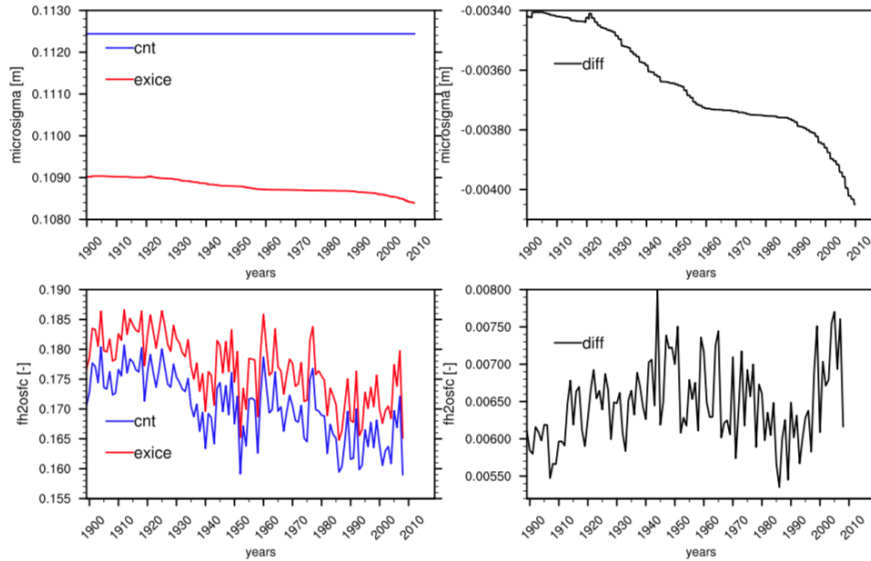 0.1130
0.1120
0.1110
0.1100
0.1090
0.1080
microsigma [m]
cnt
exice
1900 1910 1920 1930 1940 1950 1960 1970 1980 1990 2000 2010
years
-0.00340
-0.00360
-0.00380
-0.00400
microsigma [m]
diff
1900 1910 1920 1930 1940 1950 1960 1970 1980 1990 2000 2010
years
0.190
0.185
0.180
0.175
0.170
0.165
0.160
0.155
fh2osfc [-]
cnt
exice
1900 1910 1920 1930 1940 1950 1960 1970 1980 1990 2000 2010
years
0.00800
0.00750
0.00700
0.00650
0.00600
0.00550
fh2osfc [-]
diff
1900 1910 1920 1930 1940 1950 1960 1970 1980 1990 2000 2010
years